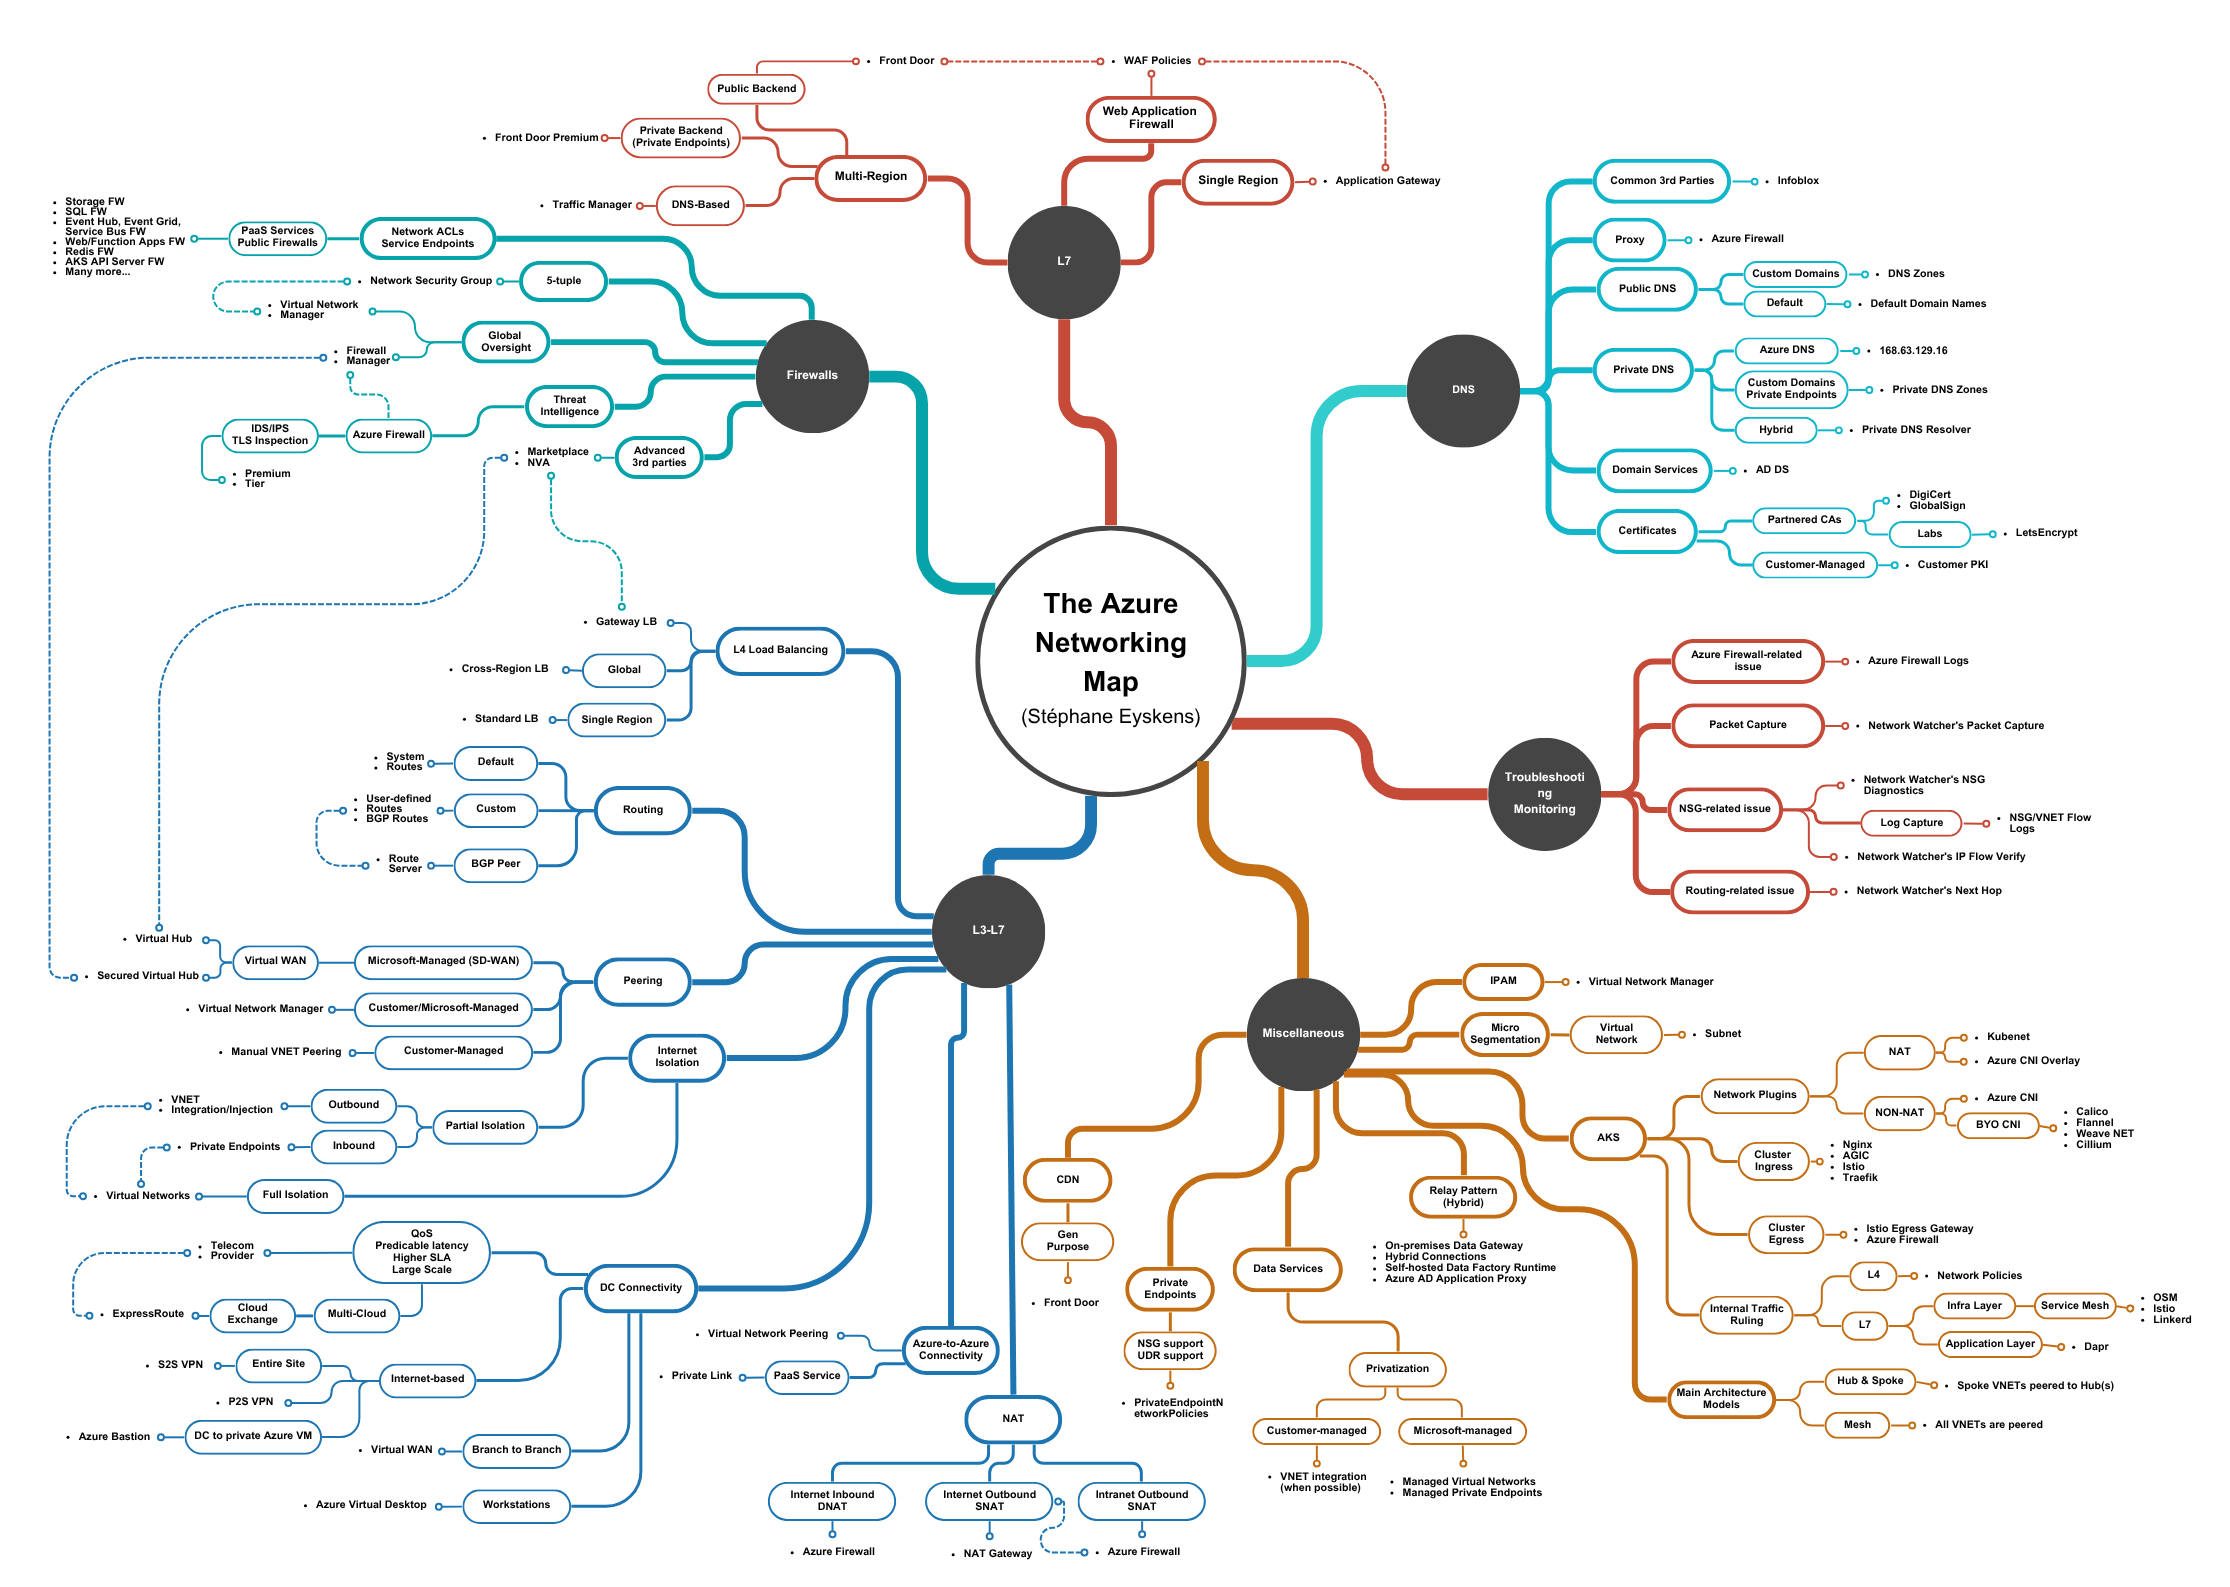 The Azure
Networking
Map
(Stéphane Eyskens)
L7
Multi-Region
Public Backend
• Front Door
Private Backend
(Private Endpoints)
• Front Door Premium
DNS-Based
• Traffic Manager
Web Application
Firewall
• WAF Policies
Single Region
• Application Gateway
Firewalls
Network ACLs
Service Endpoints
PaaS Services
Public Firewalls
• Storage FW
• SQL FW
• Event Hub, Event Grid,
Service Bus FW
• Web/Function Apps FW
• Redis FW
• AKS API Server FW
• Many more...
5-tuple
• Network Security Group
Global
Oversight
• Virtual Network
• Manager
• Firewall
• Manager
Threat
Intelligence
Azure Firewall
IDS/IPS
TLS Inspection
• Premium
• Tier
Advanced
3rd parties
• Marketplace
• NVA
DNS
Common 3rd Parties
• Infoblox
Proxy
• Azure Firewall
Public DNS
Custom Domains
• DNS Zones
Default
• Default Domain Names
Private DNS
Azure DNS
• 168.63.129.16
Custom Domains
Private Endpoints
• Private DNS Zones
Hybrid
• Private DNS Resolver
Domain Services
• AD DS
Certificates
Partnered CAs
• DigiCert
• GlobalSign
Labs
• LetsEncrypt
Customer-Managed
• Customer PKI
Troubleshooti
ng
Monitoring
Azure Firewall-related
issue
• Azure Firewall Logs
Packet Capture
• Network Watcher's Packet Capture
NSG-related issue
• Network Watcher's NSG
Diagnostics
Log Capture
• NSG/VNET Flow
Logs
• Network Watcher's IP Flow Verify
Routing-related issue
• Network Watcher's Next Hop
L3-L7
L4 Load Balancing
• Gateway LB
Global
• Cross-Region LB
Single Region
• Standard LB
Routing
Default
• System
• Routes
Custom
• User-defined
• Routes
• BGP Routes
BGP Peer
• Route
Server
Peering
Microsoft-Managed (SD-WAN)
Virtual WAN
• Virtual Hub
• Secured Virtual Hub
Customer/Microsoft-Managed
• Virtual Network Manager
Customer-Managed
• Manual VNET Peering
Internet
Isolation
Partial Isolation
Outbound
• VNET
• Integration/Injection
Inbound
• Private Endpoints
Full Isolation
• Virtual Networks
DC Connectivity
QoS
Predicable latency
Higher SLA
Large Scale
• Telecom
• Provider
Multi-Cloud
Cloud
Exchange
• ExpressRoute
Internet-based
Entire Site
• S2S VPN
• P2S VPN
DC to private Azure VM
• Azure Bastion
Branch to Branch
• Virtual WAN
Workstations
• Azure Virtual Desktop
Azure-to-Azure
Connectivity
• Virtual Network Peering
PaaS Service
• Private Link
NAT
Internet Inbound
DNAT
• Azure Firewall
Internet Outbound
SNAT
• NAT Gateway
Intranet Outbound
SNAT
• Azure Firewall
Miscellaneous
IPAM
• Virtual Network Manager
Micro
Segmentation
Virtual
Network
• Subnet
AKS
Network Plugins
NAT
• Kubenet
• Azure CNI Overlay
NON-NAT
• Azure CNI
BYO CNI
• Calico
• Flannel
• Weave NET
• Cillium
Cluster
Ingress
• Nginx
• AGIC
• Istio
• Traefik
Cluster
Egress
• Istio Egress Gateway
• Azure Firewall
Internal Traffic
Ruling
L4
• Network Policies
L7
Infra Layer
Service Mesh
• OSM
• Istio
• Linkerd
Application Layer
• Dapr
Main Architecture
Models
Hub & Spoke
• Spoke VNETs peered to Hub(s)
Mesh
• All VNETs are peered
Relay Pattern
(Hybrid)
• On-premises Data Gateway
• Hybrid Connections
• Self-hosted Data Factory Runtime
• Azure AD Application Proxy
Data Services
Privatization
Customer-managed
• VNET integration
(when possible)
Microsoft-managed
• Managed Virtual Networks
• Managed Private Endpoints
Private
Endpoints
NSG support
UDR support
• PrivateEndpointN
etworkPolicies
CDN
Gen
Purpose
• Front Door